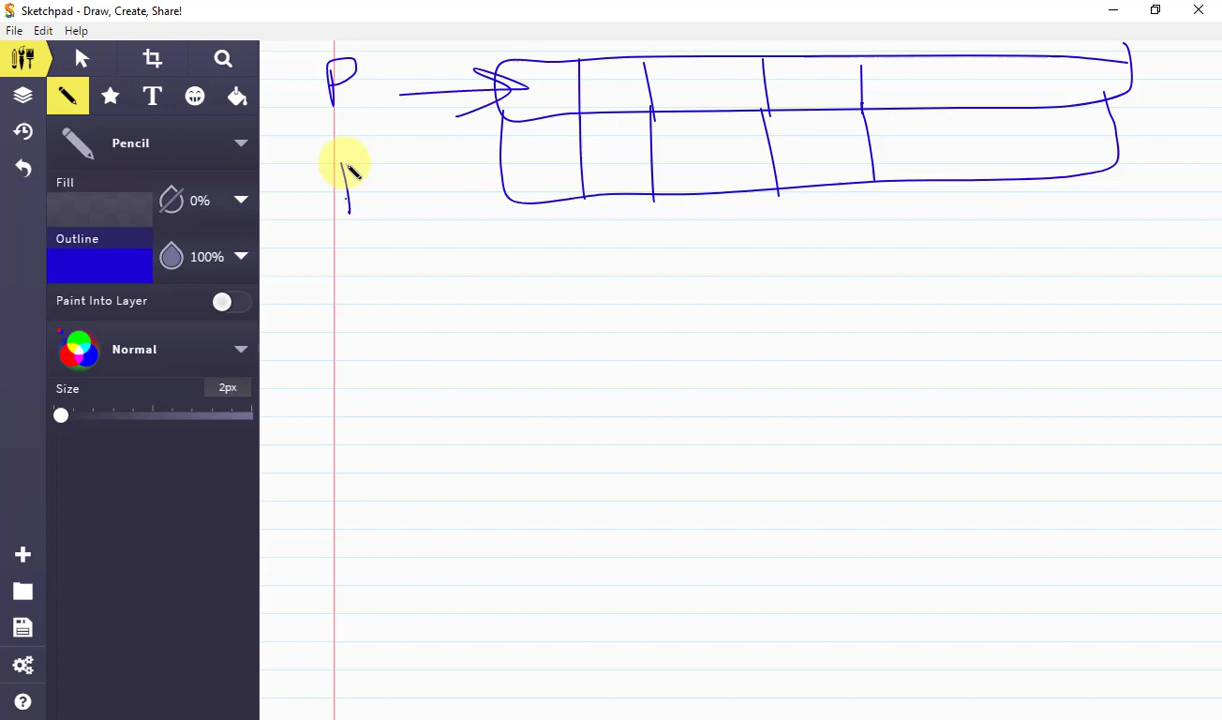 Sketchpad - Draw, Create, Share!
File Edit Help
P
Pencil
Fill
0%
Outline
100%
Paint Into Layer
Normal
Size
2px